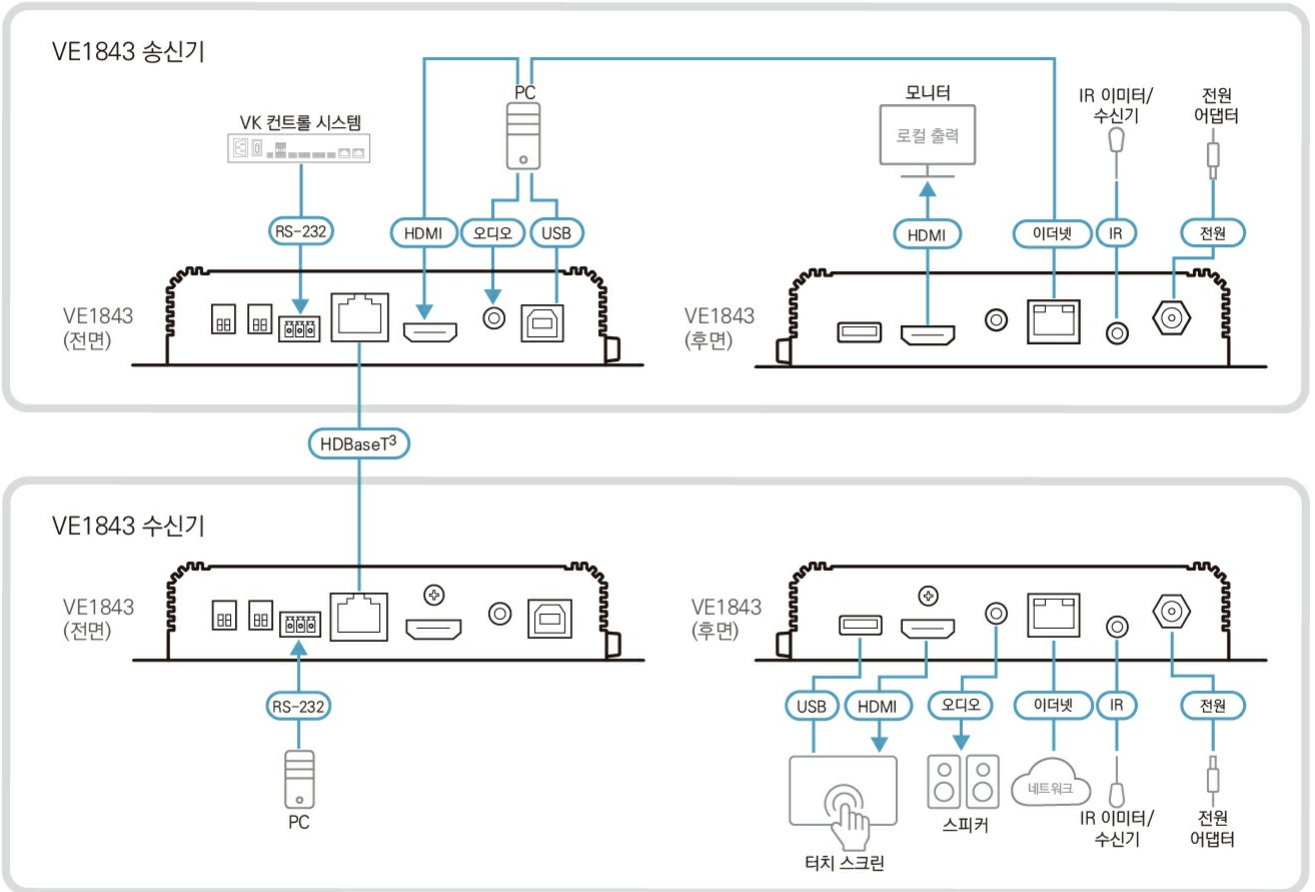 VE1843 송신기
PC
VK 컨트롤 시스템
RS-232
HDMI
오디오
USB
VE1843
(전면)
모니터
로컬 출력
IR 이미터/
수신기
전원
어댑터
HDMI
이더넷
IR
전원
VE1843
(후면)
HDBaseT³
VE1843 수신기
VE1843
(전면)
RS-232
PC
VE1843
(후면)
USB
HDMI
오디오
이더넷
IR
전원
네트워크
터치 스크린
스피커
IR 이미터/
수신기
전원
어댑터